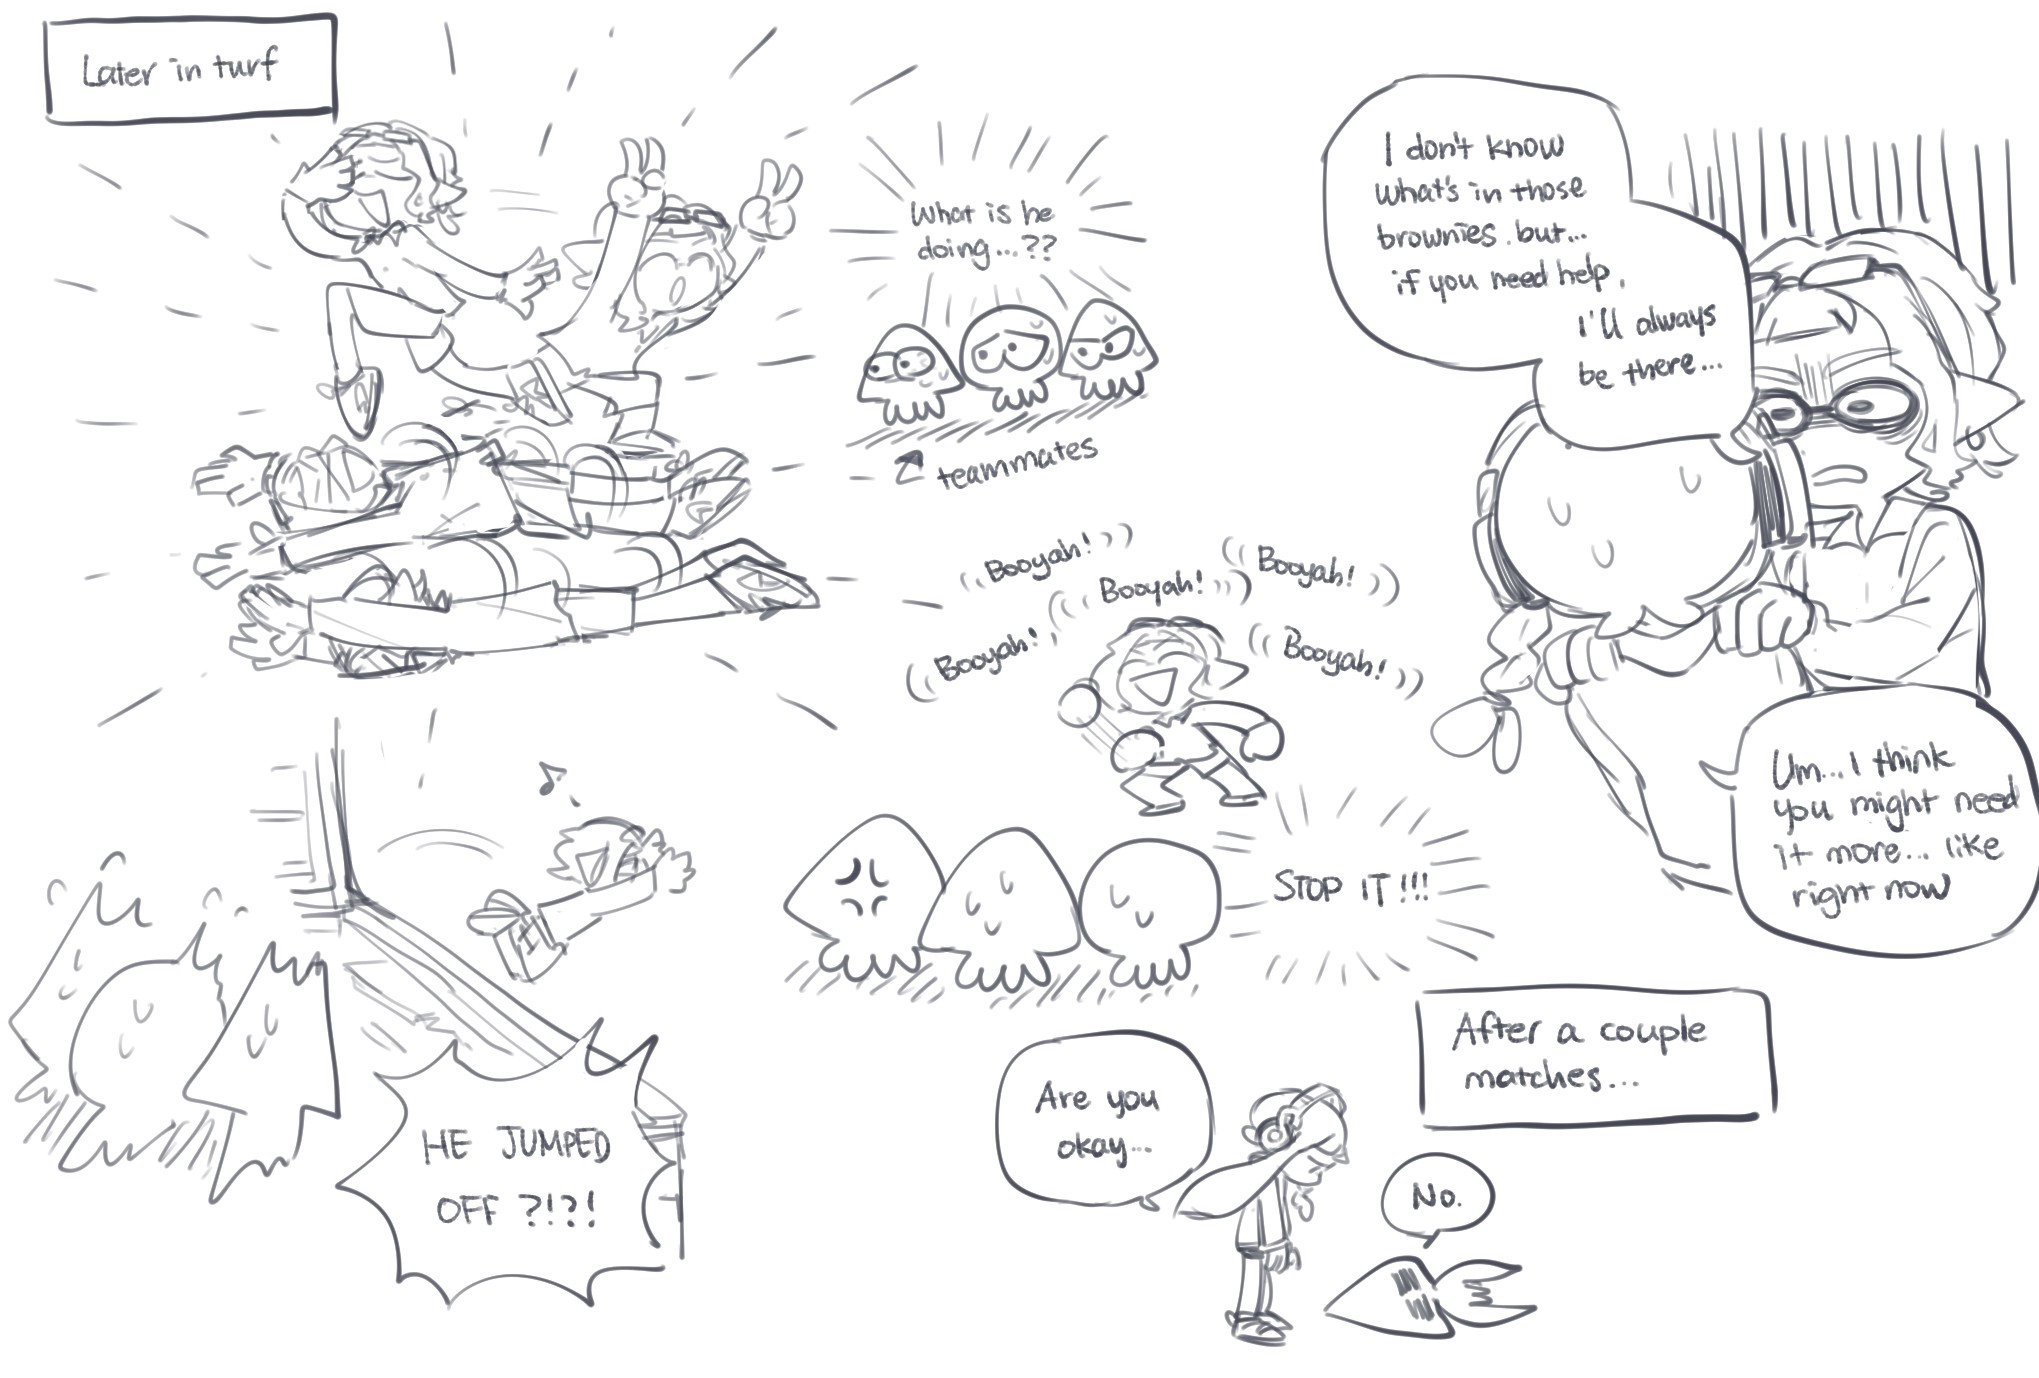 Later in turf
What is he
doing...??
teammates
Booyah!
Booyah!
Booyah!
Booyah!
Booyah!
STOP IT!!!
HE JUMPED
OFF ?!?!
I don't know
what's in those
brownies. but...
if you need help.
I'll always
be there...
Um... I think
you might need
it more... like
right now
After a couple
matches...
Are you
okay...
No.